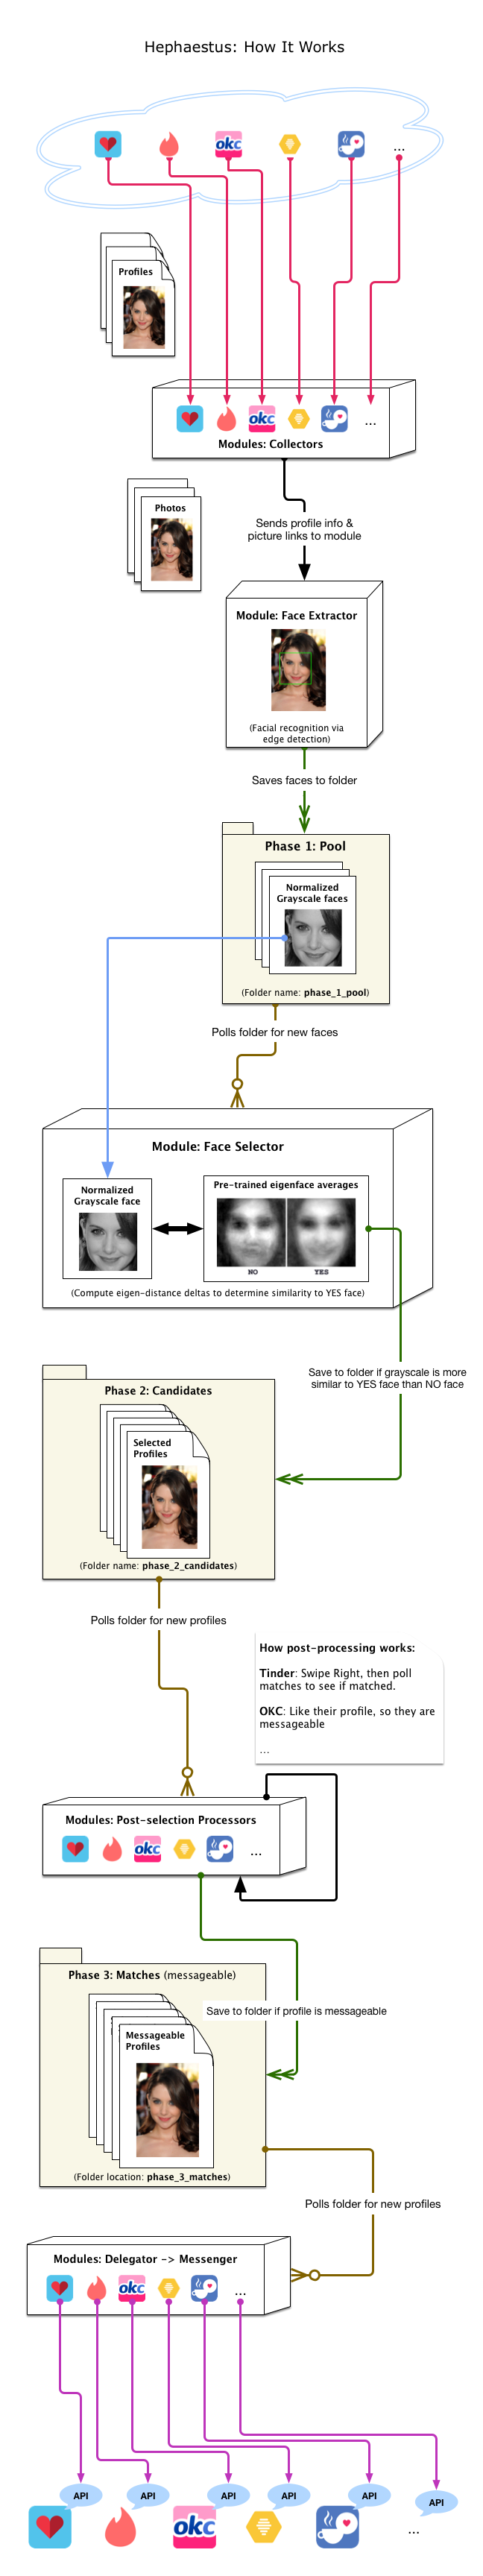 Hephaestus: How It Works
okc
...
Profiles
okc
...
Modules: Collectors
Photos
Sends profile info &
picture links to module
Module: Face Extractor
(Facial recognition via
edge detection)
Saves faces to folder
Phase 1: Pool
Normalized
Grayscale faces
(Folder name: phase_1_pool)
Polls folder for new faces
Module: Face Selector
Normalized
Grayscale face
Pre-trained eigenface averages
NO
YES
(Compute eigen-distance deltas to determine similarity to YES face)
Save to folder if grayscale is more
similar to YES face than NO face
Phase 2: Candidates
Selected
Profiles
(Folder name: phase_2_candidates)
Polls folder for new profiles
How post-processing works:
Tinder: Swipe Right, then poll
matches to see if matched.
OKC: Like their profile, so they are
messageable
...
Modules: Post-selection Processors
okc
...
Phase 3: Matches (messageable)
Save to folder if profile is messageable
Messageable
Profiles
(Folder location: phase_3_matches)
Polls folder for new profiles
Modules: Delegator -> Messenger
okc
...
API
API
API
API
API
API
okc
...